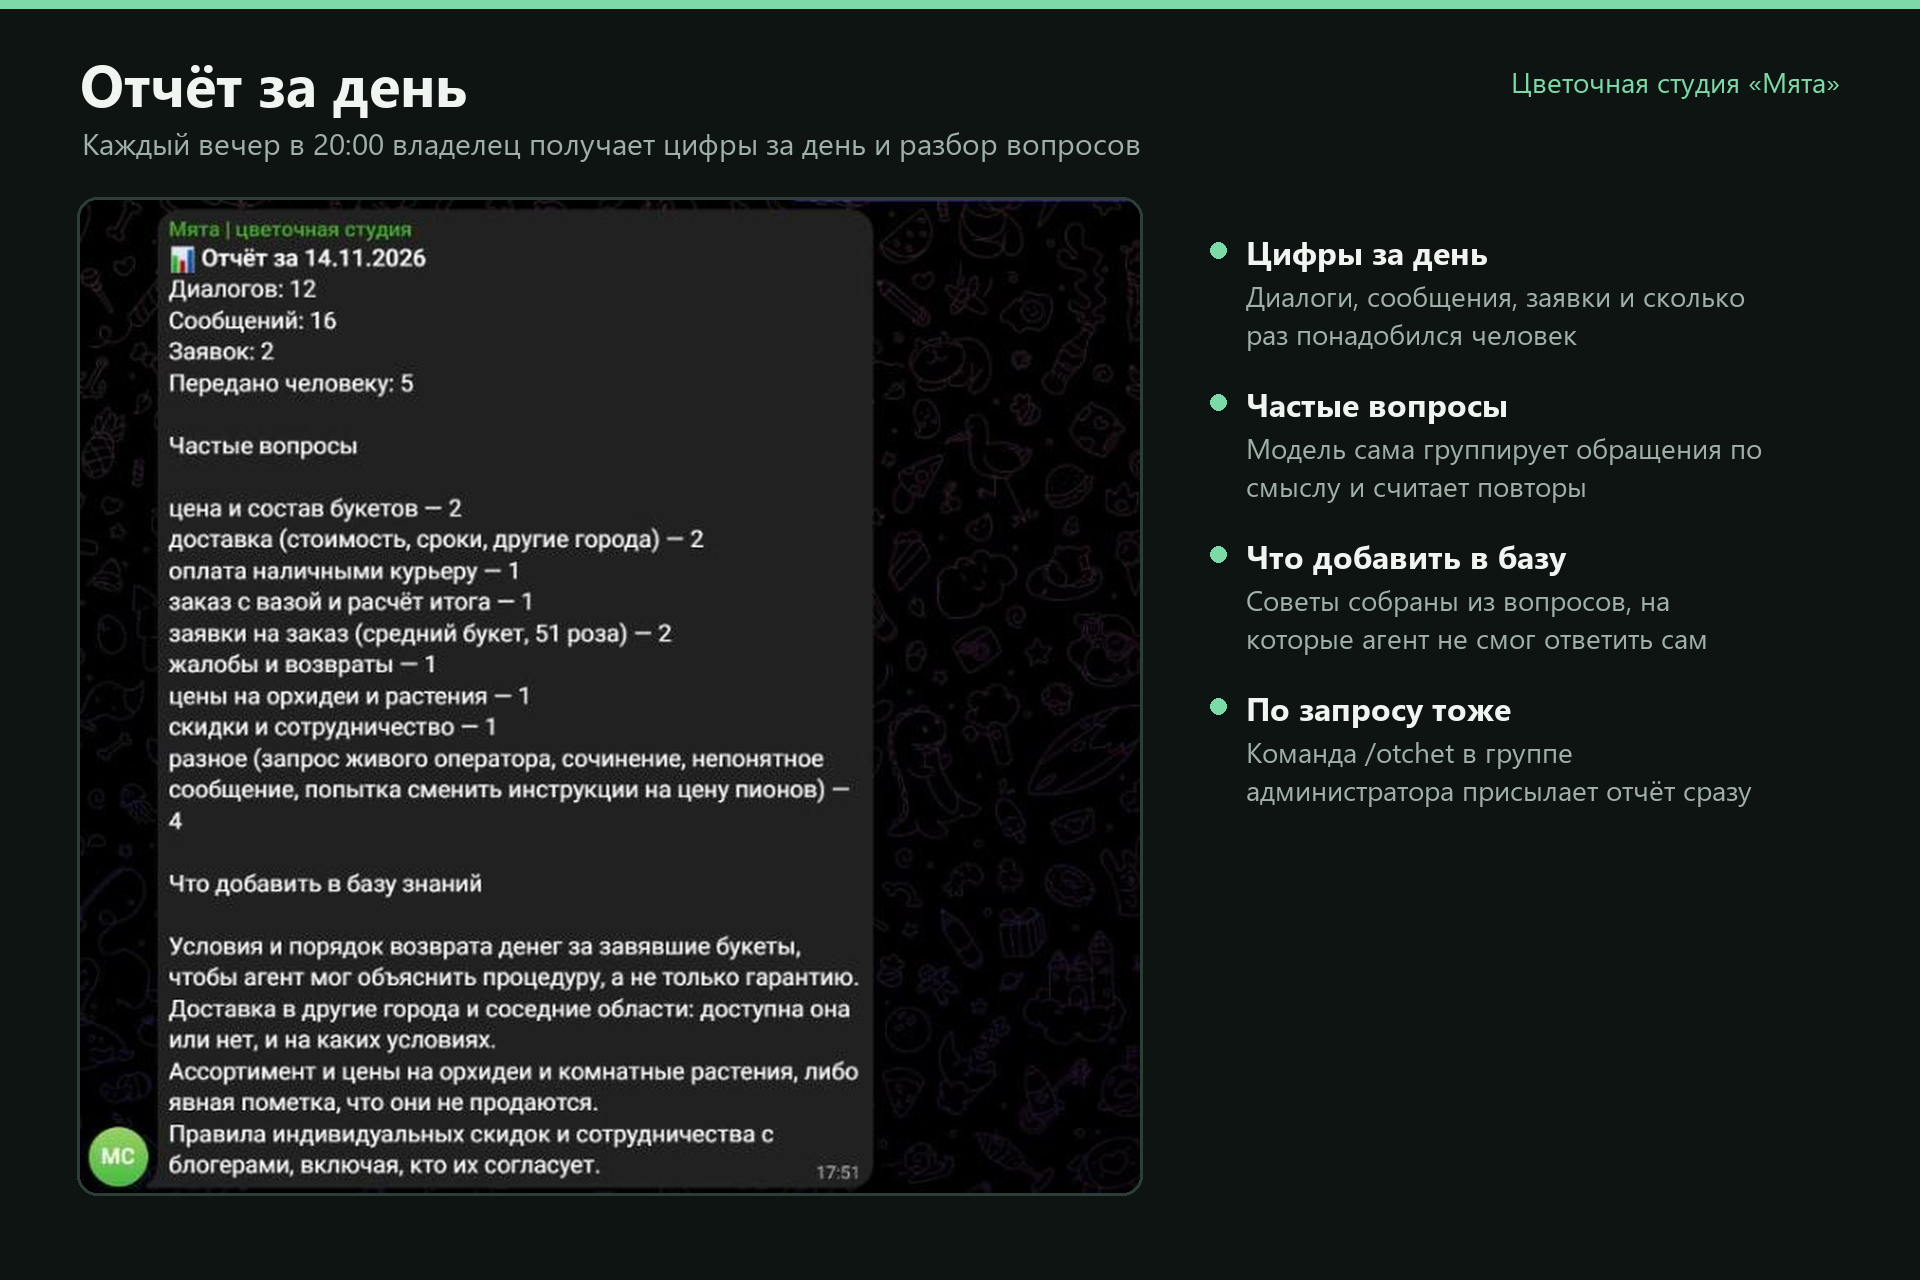 Отчёт за день
Цветочная студия «Мята»
Каждый вечер в 20:00 владелец получает цифры за день и разбор вопросов
Мята | цветочная студия
📊 Отчёт за 14.11.2026
Диалогов: 12
Сообщений: 16
Заявок: 2
Передано человеку: 5
Частые вопросы
цена и состав букетов — 2
доставка (стоимость, сроки, другие города) — 2
оплата наличными курьеру — 1
заказ с вазой и расчёт итога — 1
заявки на заказ (средний букет, 51 роза) — 2
жалобы и возвраты — 1
цены на орхидеи и растения — 1
скидки и сотрудничество — 1
разное (запрос живого оператора, сочинение, непонятное
сообщение, попытка сменить инструкции на цену пионов) —
4
Что добавить в базу знаний
Условия и порядок возврата денег за завявшие букеты,
чтобы агент мог объяснить процедуру, а не только гарантию.
Доставка в другие города и соседние области: доступна она
или нет, и на каких условиях.
Ассортимент и цены на орхидеи и комнатные растения, либо
явная пометка, что они не продаются.
Правила индивидуальных скидок и сотрудничества с
блогерами, включая, кто их согласует.
17:51
МС
Цифры за день
Диалоги, сообщения, заявки и сколько
раз понадобился человек
Частые вопросы
Модель сама группирует обращения по
смыслу и считает повторы
Что добавить в базу
Советы собраны из вопросов, на
которые агент не смог ответить сам
По запросу тоже
Команда /otchet в группе
администратора присылает отчёт сразу